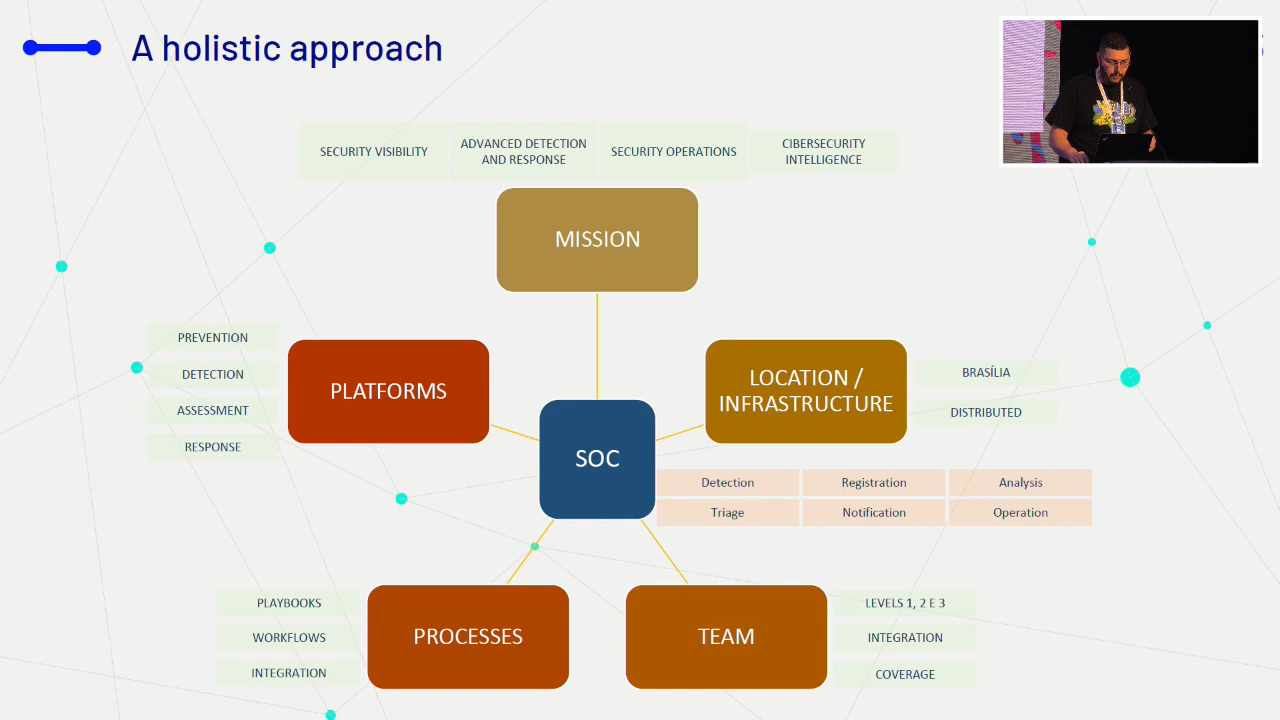 A holistic approach
SECURITY VISIBILITY
ADVANCED DETECTION
AND RESPONSE
SECURITY OPERATIONS
CIBERSECURITY
INTELLIGENCE
MISSION
PREVENTION
DETECTION
ASSESSMENT
RESPONSE
PLATFORMS
LOCATION /
INFRASTRUCTURE
BRASÍLIA
DISTRIBUTED
SOC
Detection
Registration
Analysis
Triage
Notification
Operation
PLAYBOOKS
WORKFLOWS
INTEGRATION
PROCESSES
TEAM
LEVELS 1, 2 E 3
INTEGRATION
COVERAGE